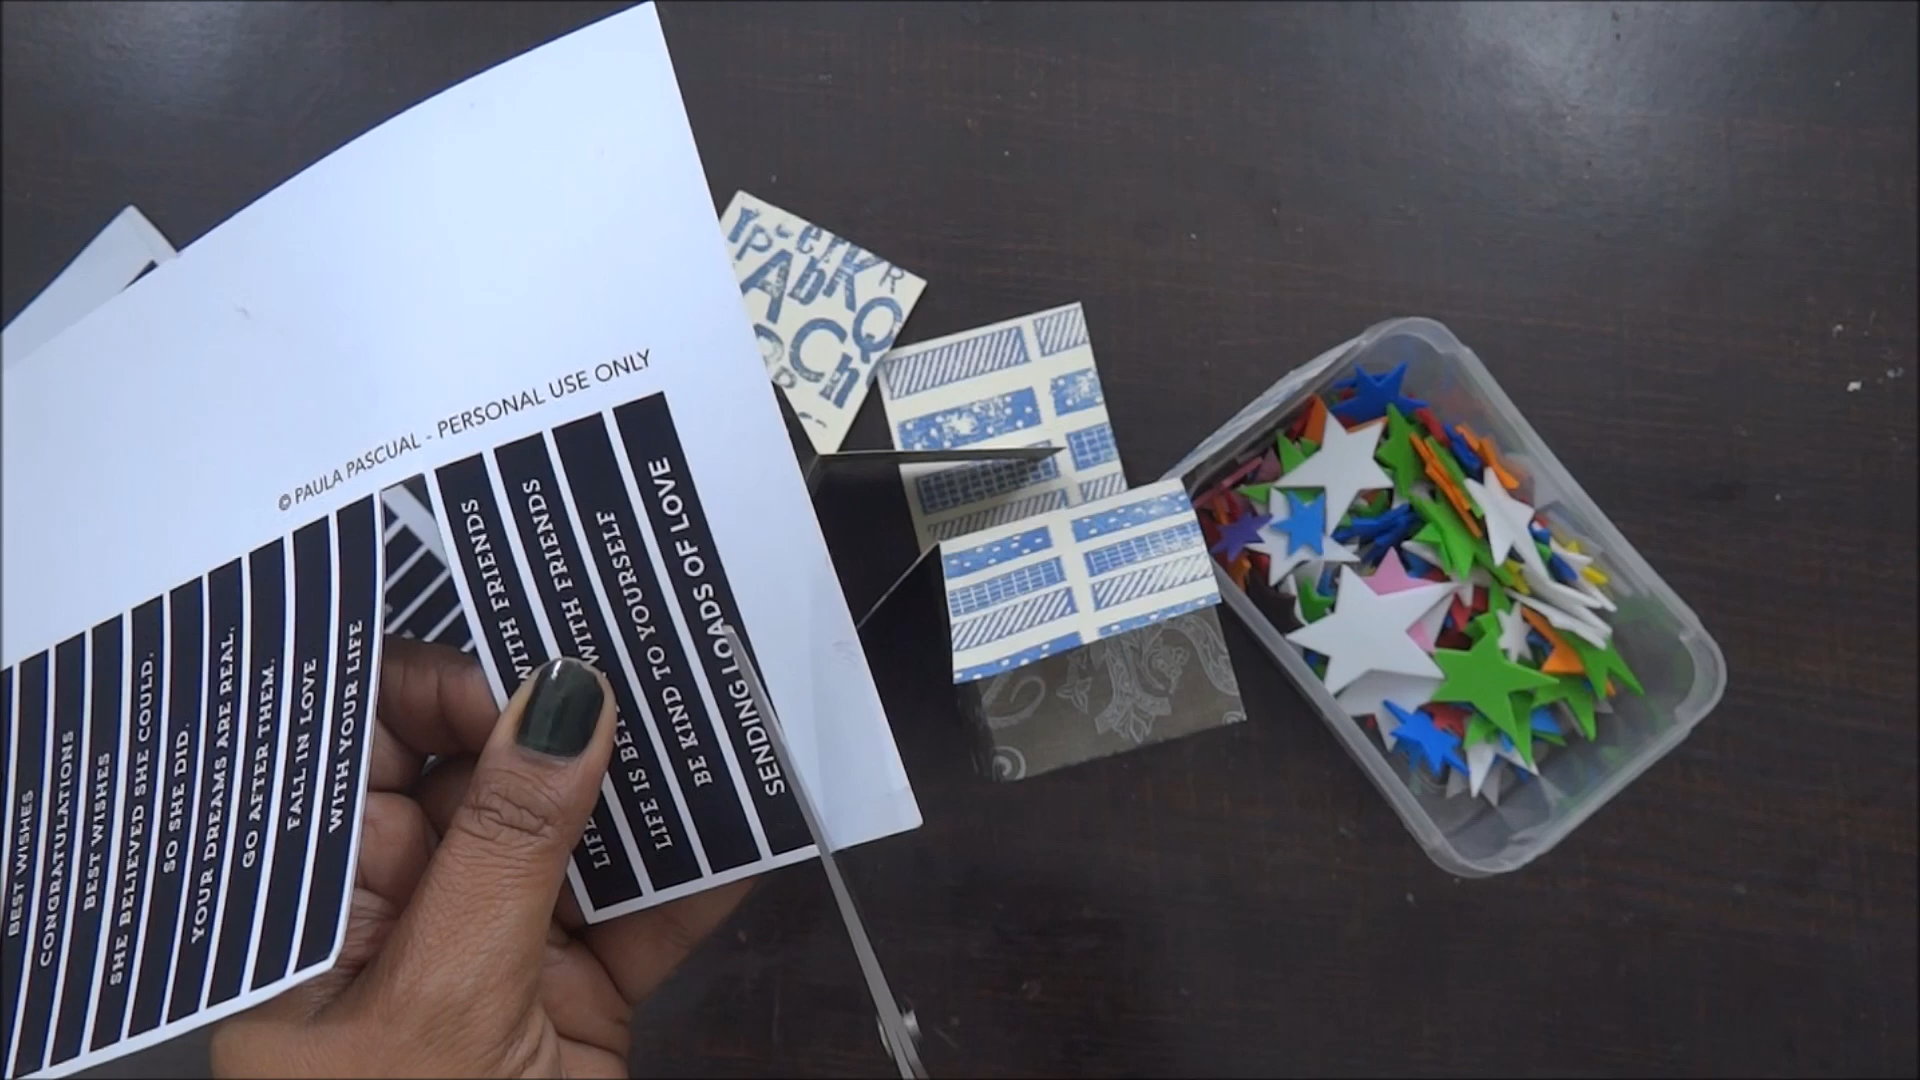 © PAULA PASCUAL - PERSONAL USE ONLY
BEST WISHES
CONGRATULATIONS
BEST WISHES
SHE BELIEVED SHE COULD,
SO SHE DID.
YOUR DREAMS ARE REAL,
GO AFTER THEM.
FALL IN LOVE
WITH YOUR LIFE
WITH FRIENDS
LIFE IS WITH FRIENDS
BE KIND TO YOURSELF
SENDING LOADS OF LOVE